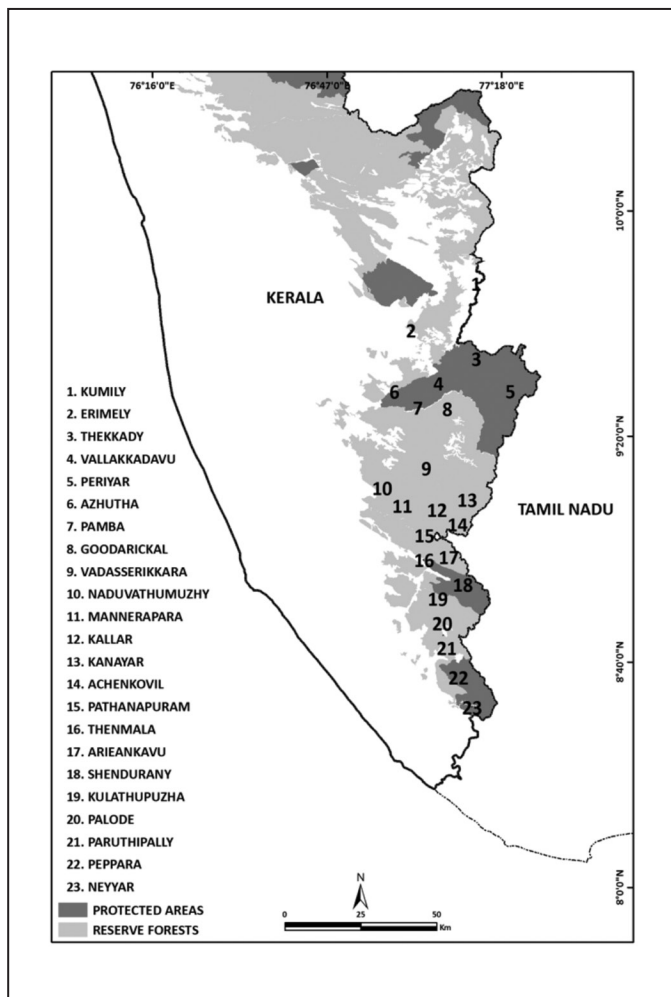 76°16'0"E 76°47'0"E 77°18'0"E
10°0'0"N
9°20'0"N
8°40'0"N
8°0'0"N
KERALA
TAMIL NADU
1
2
3
4
5
6
7
8
9
10
11
12
13
14
15
16
17
18
19
20
21
22
23
1. KUMILY
2. ERIMELY
3. THEKKADY
4. VALLAKKADAVU
5. PERIYAR
6. AZHUTHA
7. PAMBA
8. GOODARICKAL
9. VADASSERIKKARA
10. NADUVATHUMUZHY
11. MANNERAPARA
12. KALLAR
13. KANAYAR
14. ACHENKOVIL
15. PATHANAPURAM
16. THENMALA
17. ARIEANKAVU
18. SHENDURANY
19. KULATHUPUZHA
20. PALODE
21. PARUTHIPALLY
22. PEPPARA
23. NEYYAR
PROTECTED AREAS
RESERVE FORESTS
N
0 25 50
Km